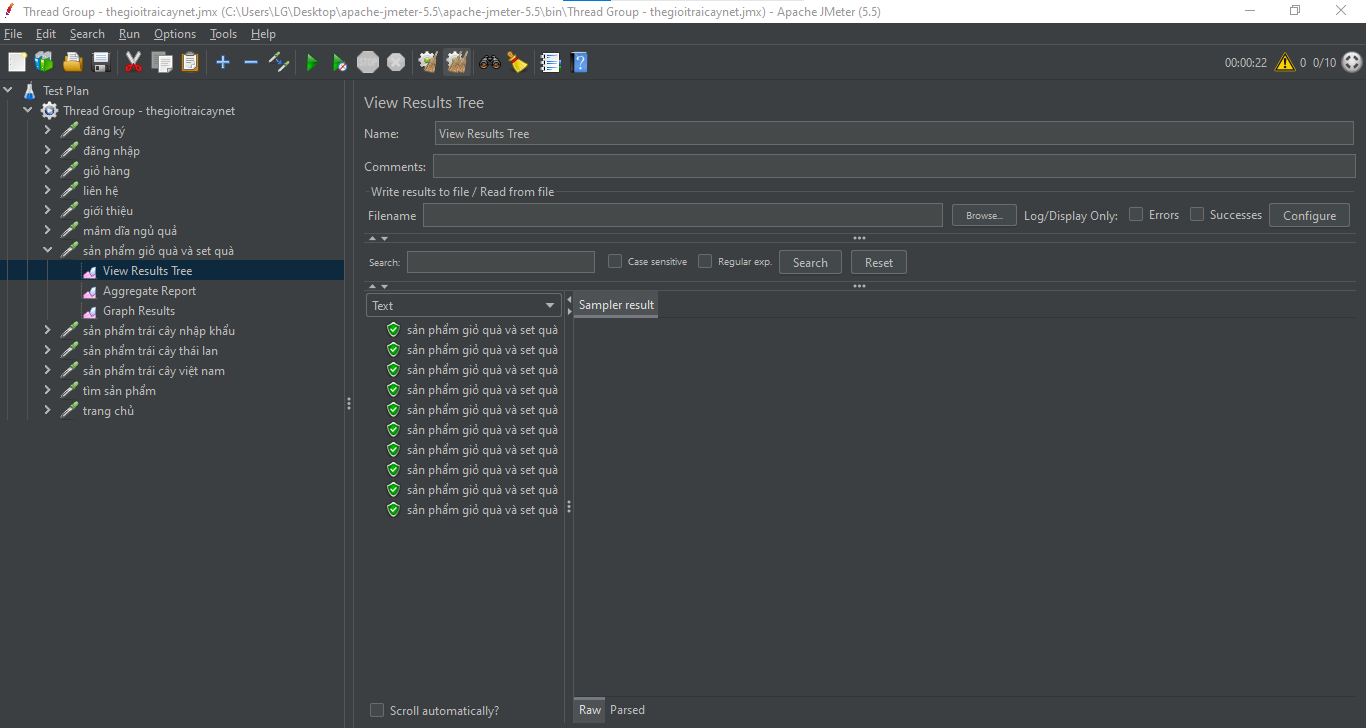 Thread Group - thegioitraicaynet.jmx (C:\Users\LG\Desktop\apache-jmeter-5.5\apache-jmeter-5.5\bin\Thread Group - thegioitraicaynet.jmx) - Apache JMeter (5.5)
File Edit Search Run Options Tools Help
STOP 00:00:22 0 0/10
Test Plan
Thread Group - thegioitraicaynet
đăng ký
đăng nhập
giỏ hàng
liên hệ
giới thiệu
mâm dĩa ngủ quả
sản phẩm giỏ quà và set quà
View Results Tree
Aggregate Report
Graph Results
sản phẩm trái cây nhập khẩu
sản phẩm trái cây thái lan
sản phẩm trái cây việt nam
tìm sản phẩm
trang chủ
View Results Tree
Name: View Results Tree
Comments:
Write results to file / Read from file
Filename Browse... Log/Display Only: Errors Successes Configure
Search: Case sensitive Regular exp. Search Reset
Text
Sampler result
sản phẩm giỏ quà và set quà
sản phẩm giỏ quà và set quà
sản phẩm giỏ quà và set quà
sản phẩm giỏ quà và set quà
sản phẩm giỏ quà và set quà
sản phẩm giỏ quà và set quà
sản phẩm giỏ quà và set quà
sản phẩm giỏ quà và set quà
sản phẩm giỏ quà và set quà
sản phẩm giỏ quà và set quà
Scroll automatically?
Raw Parsed